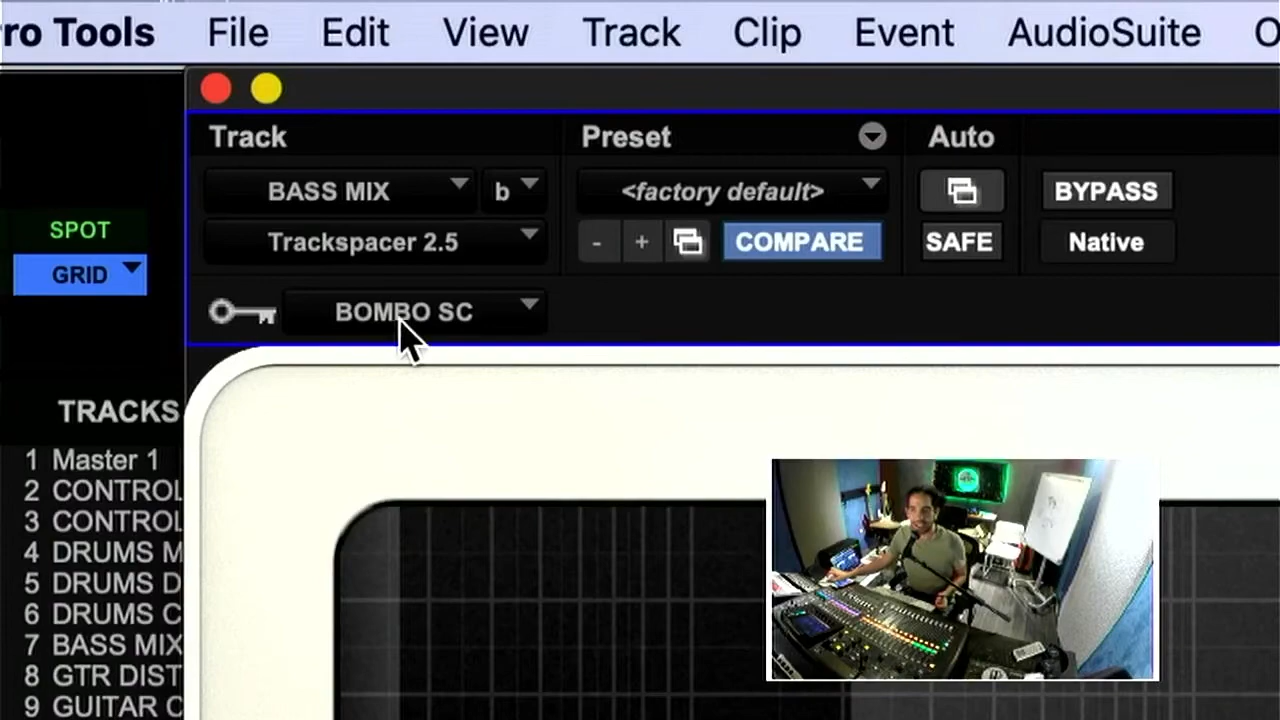 ro Tools File Edit View Track Clip Event AudioSuite O
Track Preset Auto
BASS MIX b <factory default> BYPASS
Trackspacer 2.5 - + COMPARE SAFE Native
BOMBO SC
SPOT
GRID
TRACKS
1 Master 1
2 CONTROL
3 CONTROL
4 DRUMS M
5 DRUMS D
6 DRUMS C
7 BASS MIX
8 GTR DIST
9 GUITAR C